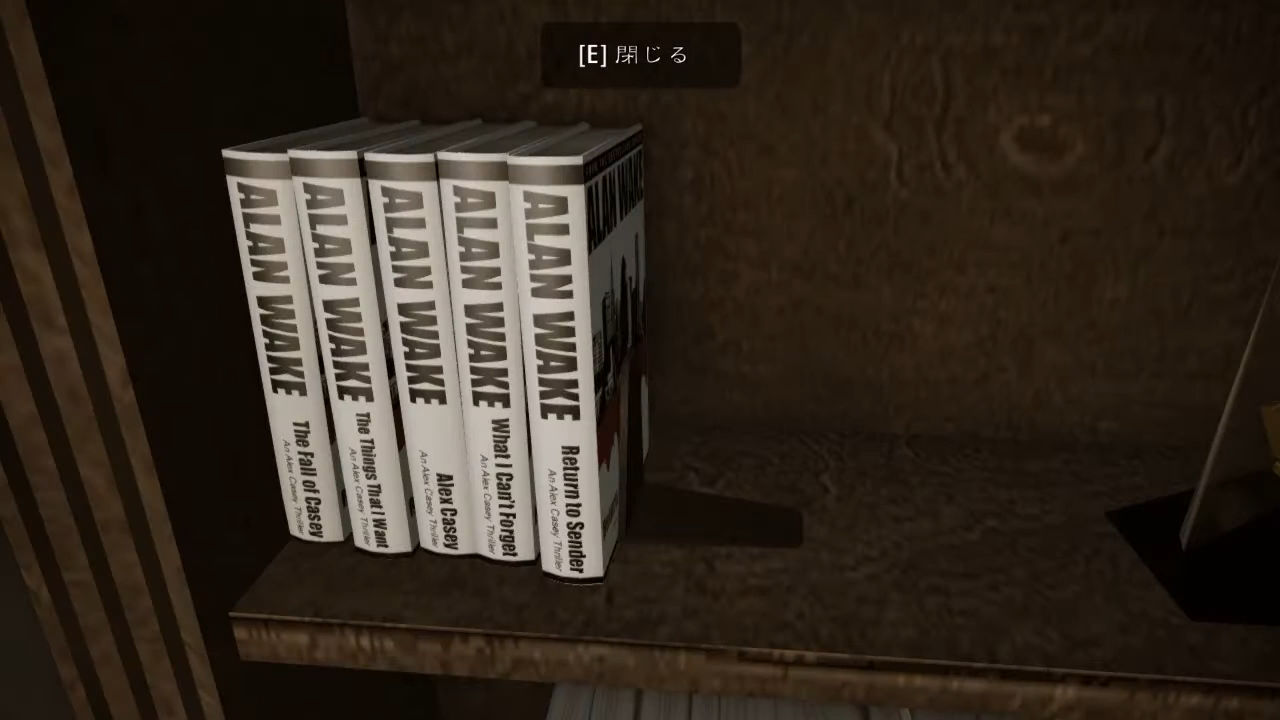 [E] 閉じる
ALAN WAKE
The Fall of Casey
An Alex Casey Thriller
ALAN WAKE
The Things That I Want
An Alex Casey Thriller
ALAN WAKE
Alex Casey
An Alex Casey Thriller
ALAN WAKE
What I Can't Forget
An Alex Casey Thriller
ALAN WAKE
Return to Sender
An Alex Casey Thriller
ALAN WAKE